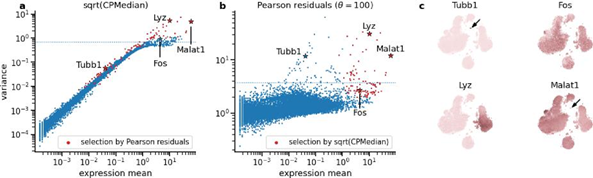 a
sqrt(CPMedian)
10¹
10⁰
10⁻¹
10⁻²
10⁻³
10⁻⁴
variance
Lyz
Malat1
Fos
Tubb1
selection by Pearson residuals
10⁻³
10⁻²
10⁻¹
10⁰
10¹
10²
expression mean
b
Pearson residuals (θ = 100)
10²
10¹
10⁰
Lyz
Tubb1
Malat1
Fos
selection by sqrt(CPMedian)
10⁻³
10⁻²
10⁻¹
10⁰
10¹
10²
expression mean
c
Tubb1
Fos
Lyz
Malat1